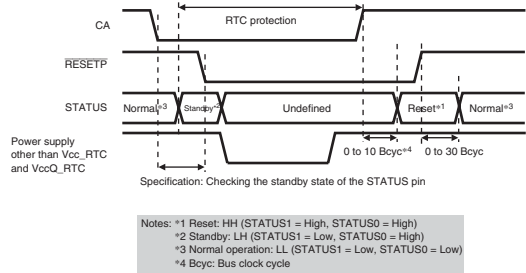 RTC protection
CA
RESETP
STATUS Normal*3 Standby*2 Undefined Reset*1 Normal*3
Power supply
other than Vcc_RTC
and VccQ_RTC
0 to 10 Bcyc*4 0 to 30 Bcyc
Specification: Checking the standby state of the STATUS pin
Notes: *1 Reset: HH (STATUS1 = High, STATUS0 = High)
*2 Standby: LH (STATUS1 = Low, STATUS0 = High)
*3 Normal operation: LL (STATUS1 = Low, STATUS0 = Low)
*4 Bcyc: Bus clock cycle